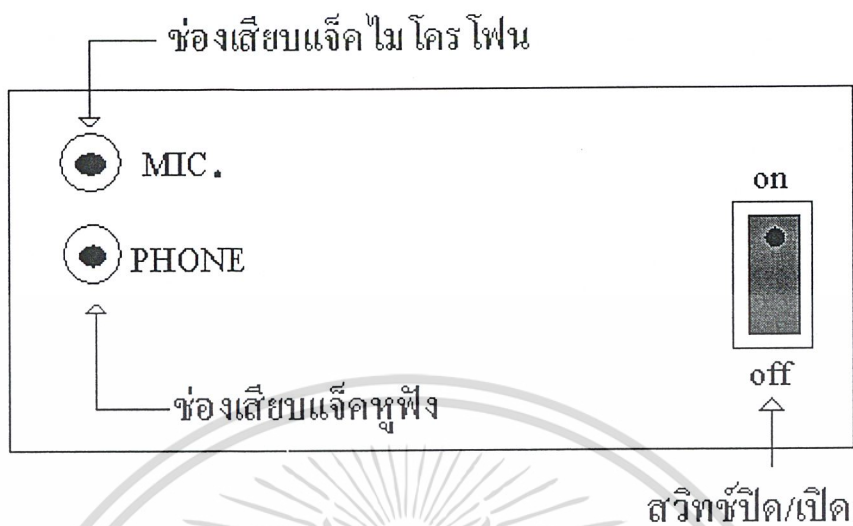 ช่องเสียบแจ็คไมโครโฟน
MIC.
on
PHONE
off
ช่องเสียบแจ็คหูฟัง
สวิทช์ปิด/เปิด